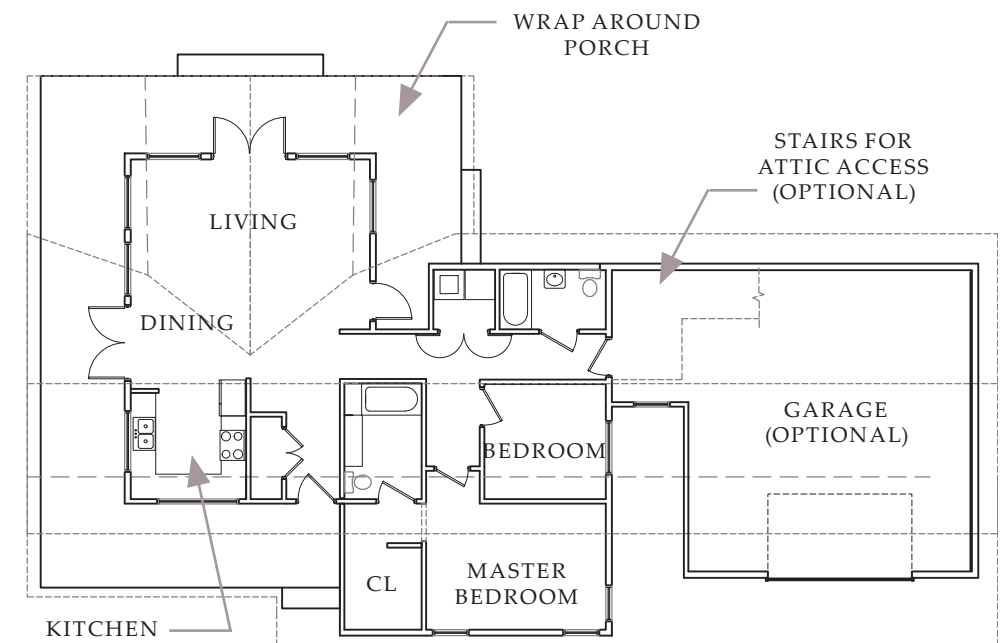 WRAP AROUND
PORCH
STAIRS FOR
ATTIC ACCESS
(OPTIONAL)
LIVING
DINING
GARAGE
(OPTIONAL)
BEDROOM
CL
MASTER
BEDROOM
KITCHEN